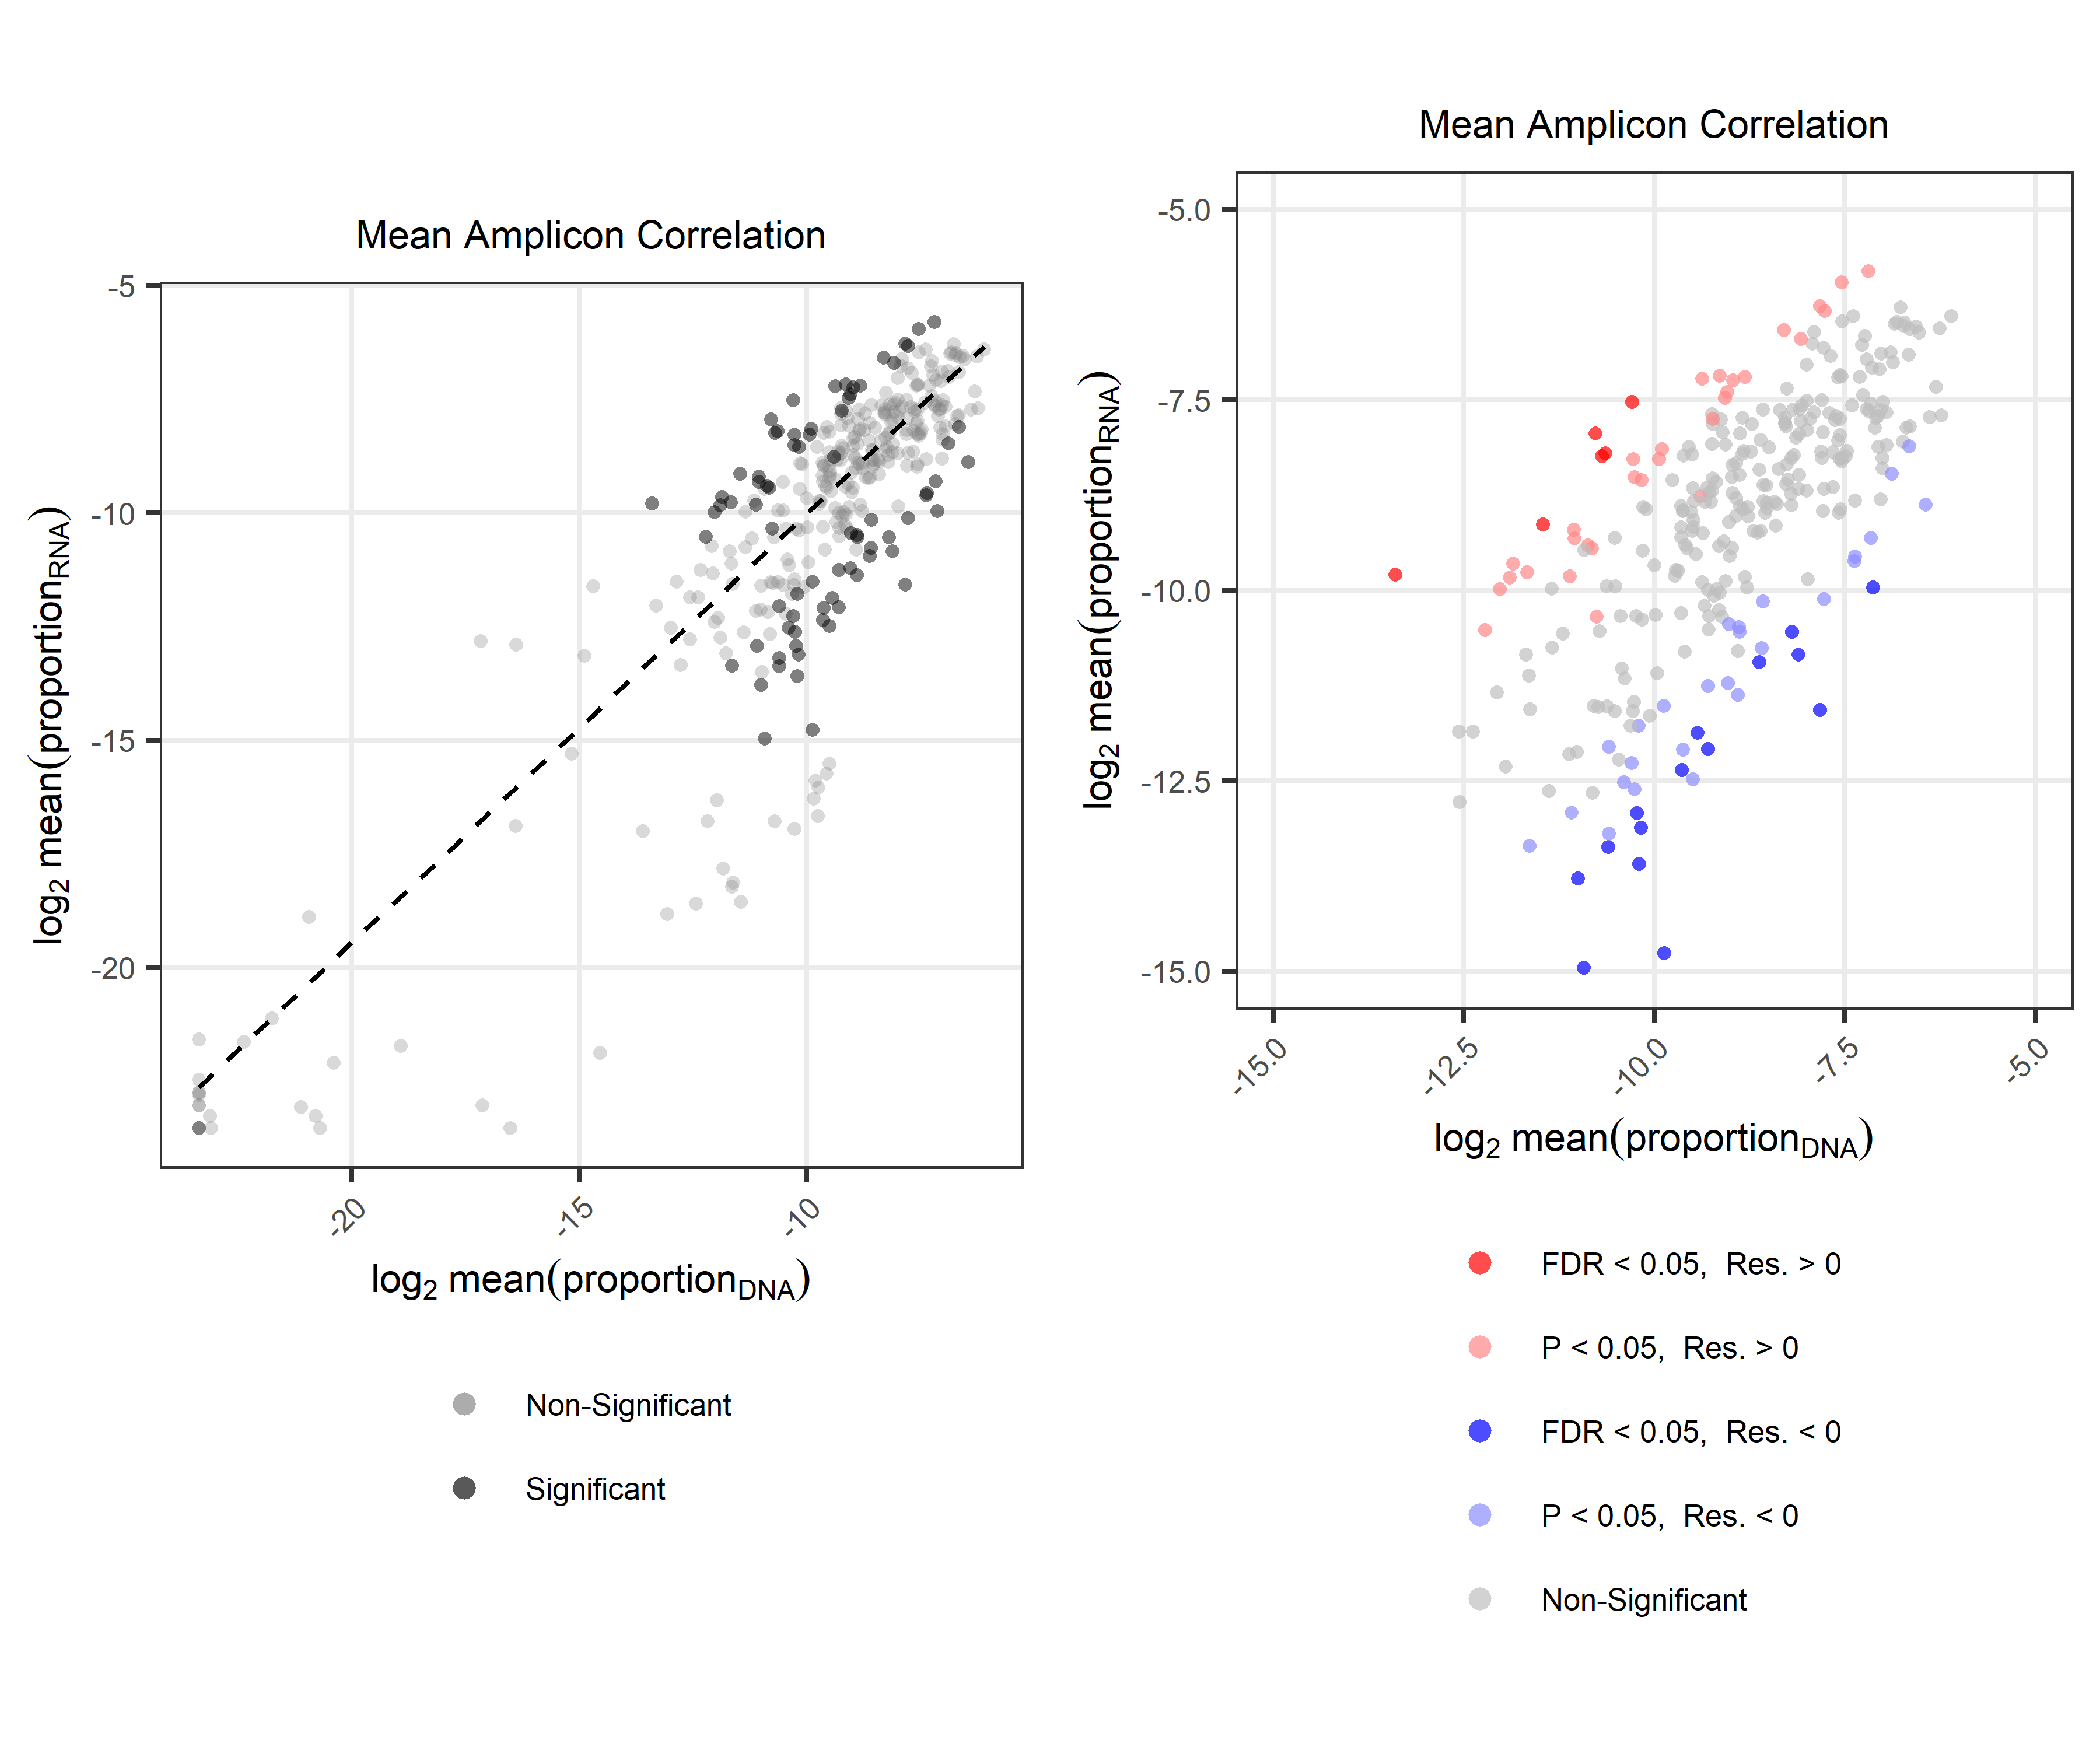 Mean Amplicon Correlation
log2 mean(proportionRNA)
-5
-10
-15
-20
-20
-15
-10
log2 mean(proportionDNA)
Non-Significant
Significant
Mean Amplicon Correlation
log2 mean(proportionRNA)
-5.0
-7.5
-10.0
-12.5
-15.0
-15.0
-12.5
-10.0
-7.5
-5.0
log2 mean(proportionDNA)
FDR < 0.05, Res. > 0
P < 0.05, Res. > 0
FDR < 0.05, Res. < 0
P < 0.05, Res. < 0
Non-Significant